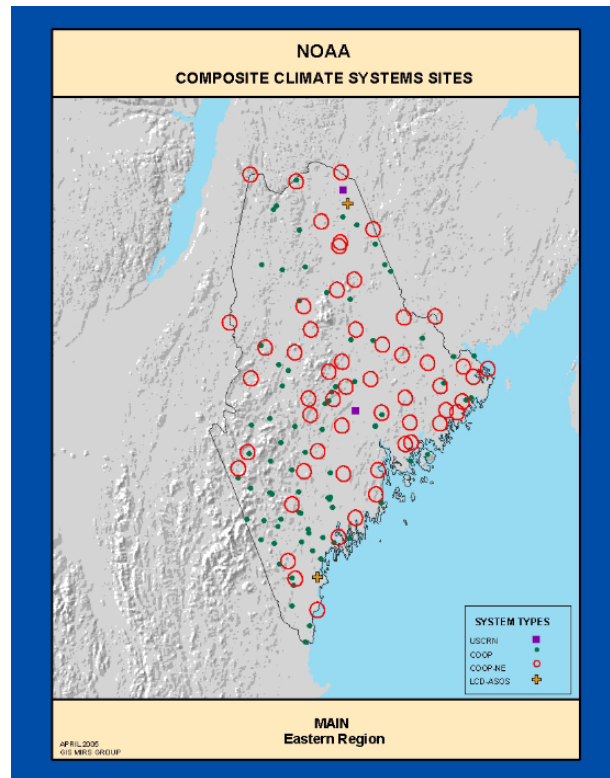 NOAA
COMPOSITE CLIMATE SYSTEMS SITES
SYSTEM TYPES
USCRN
COOP
COOP-NE
LCD-ASOS
MAIN
Eastern Region
APRIL 2005
GIS MIRS GROUP